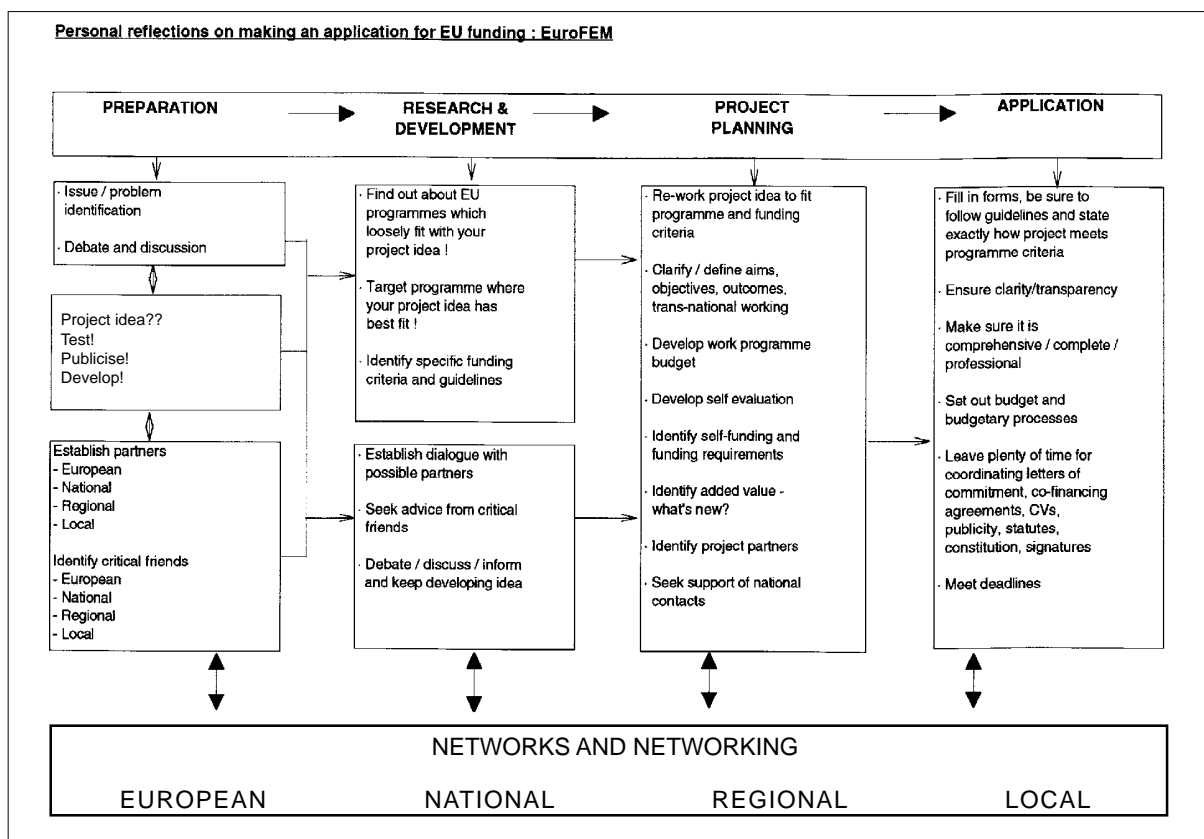 Personal reflections on making an application for EU funding : EuroFEM
PREPARATION
RESEARCH &
DEVELOPMENT
PROJECT
PLANNING
APPLICATION
· Issue / problem
identification
· Debate and discussion
Project idea??
Test!
Publicise!
Develop!
Establish partners
- European
- National
- Regional
- Local
Identify critical friends
- European
- National
- Regional
- Local
· Find out about EU
programmes which
loosely fit with your
project idea !
· Target programme where
your project idea has
best fit !
· Identify specific funding
criteria and guidelines
· Establish dialogue with
possible partners
· Seek advice from critical
friends
· Debate / discuss / inform
and keep developing idea
· Re-work project idea to fit
programme and funding
criteria
· Clarify / define aims,
objectives, outcomes,
trans-national working
· Develop work programme
budget
· Develop self evaluation
· Identify self-funding and
funding requirements
· Identify added value -
what's new?
· Identify project partners
· Seek support of national
contacts
· Fill in forms, be sure to
follow guidelines and state
exactly how project meets
programme criteria
· Ensure clarity/transparency
· Make sure it is
comprehensive / complete /
professional
· Set out budget and
budgetary processes
· Leave plenty of time for
coordinating letters of
commitment, co-financing
agreements, CVs,
publicity, statutes,
constitution, signatures
· Meet deadlines
NETWORKS AND NETWORKING
EUROPEAN NATIONAL REGIONAL LOCAL